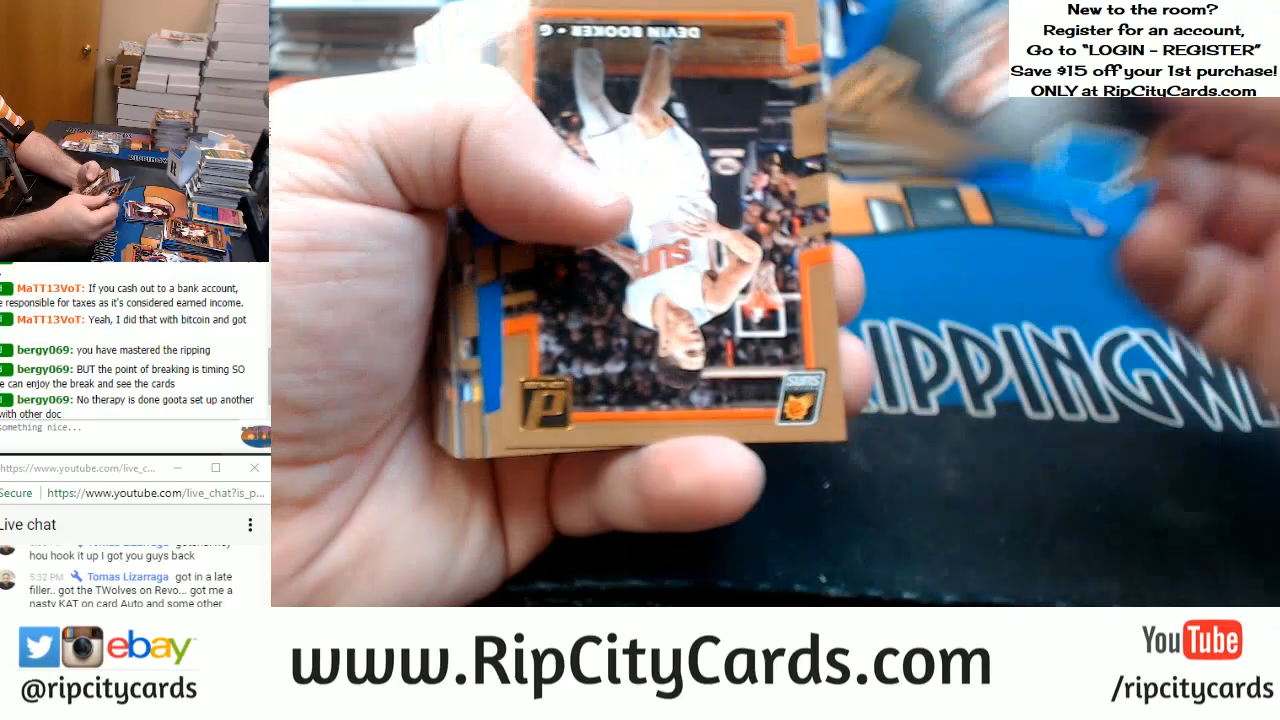 New to the room?
Register for an account,
Go to "LOGIN - REGISTER"
Save $15 off your 1st purchase!
ONLY at RipCityCards.com
DEVIN BOOKER • G
SUNS
SUNS
P
RIPPINGW
MaTT13VoT: If you cash out to a bank account,
responsible for taxes as it's considered earned income.
MaTT13VoT: Yeah, I did that with bitcoin and got
bergy069: you have mastered the ripping
bergy069: BUT the point of breaking is timing SO
can enjoy the break and see the cards
bergy069: No therapy is done goota set up another
with other doc
something nice...
https://www.youtube.com/live_c...
Secure https://www.youtube.com/live_chat?is_p...
Live chat
hou hook it up I got you guys back
5:32 PM Tomas Lizarraga got in a late
filler.. got the TWolves on Revo... got me a
nasty KAT on card Auto and some other
ebay
@ripcitycards
www.RipCityCards.com
YouTube
/ripcitycards